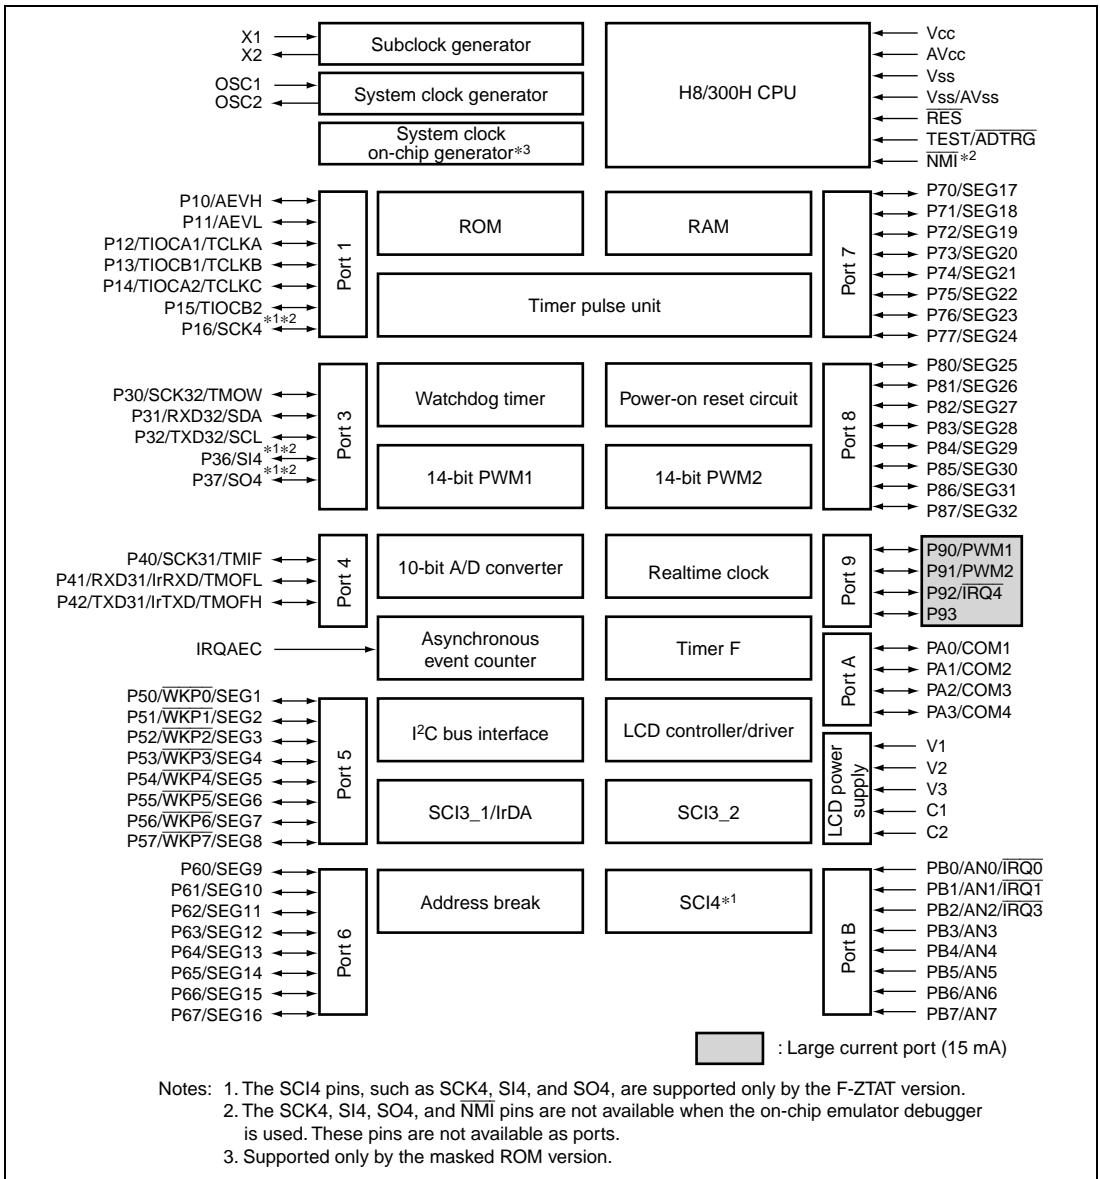 X1
X2
OSC1
OSC2
Subclock generator
System clock generator
System clock
on-chip generator*3
H8/300H CPU
Vcc
AVcc
Vss
Vss/AVss
RES
TEST/ADTRG
NMI*2
P10/AEVH
P11/AEVL
P12/TIOCA1/TCLKA
P13/TIOCB1/TCLKB
P14/TIOCA2/TCLKC
P15/TIOCB2
P16/SCK4*1*2
Port 1
ROM
RAM
Timer pulse unit
Port 7
P70/SEG17
P71/SEG18
P72/SEG19
P73/SEG20
P74/SEG21
P75/SEG22
P76/SEG23
P77/SEG24
P30/SCK32/TMOW
P31/RXD32/SDA
P32/TXD32/SCL
P36/SI4*1*2
P37/SO4*1*2
Port 3
Watchdog timer
Power-on reset circuit
14-bit PWM1
14-bit PWM2
Port 8
P80/SEG25
P81/SEG26
P82/SEG27
P83/SEG28
P84/SEG29
P85/SEG30
P86/SEG31
P87/SEG32
P40/SCK31/TMIF
P41/RXD31/IrRXD/TMOFL
P42/TXD31/IrTXD/TMOFH
Port 4
10-bit A/D converter
Realtime clock
Port 9
P90/PWM1
P91/PWM2
P92/IRQ4
P93
IRQAEC
Asynchronous
event counter
Timer F
Port A
PA0/COM1
PA1/COM2
PA2/COM3
PA3/COM4
P50/WKP0/SEG1
P51/WKP1/SEG2
P52/WKP2/SEG3
P53/WKP3/SEG4
P54/WKP4/SEG5
P55/WKP5/SEG6
P56/WKP6/SEG7
P57/WKP7/SEG8
Port 5
I²C bus interface
LCD controller/driver
SCI3_1/IrDA
SCI3_2
LCD power
supply
V1
V2
V3
C1
C2
P60/SEG9
P61/SEG10
P62/SEG11
P63/SEG12
P64/SEG13
P65/SEG14
P66/SEG15
P67/SEG16
Port 6
Address break
SCI4*1
Port B
PB0/AN0/IRQ0
PB1/AN1/IRQ1
PB2/AN2/IRQ3
PB3/AN3
PB4/AN4
PB5/AN5
PB6/AN6
PB7/AN7
: Large current port (15 mA)
Notes: 1. The SCI4 pins, such as SCK4, SI4, and SO4, are supported only by the F-ZTAT version.
2. The SCK4, SI4, SO4, and NMI pins are not available when the on-chip emulator debugger
is used. These pins are not available as ports.
3. Supported only by the masked ROM version.